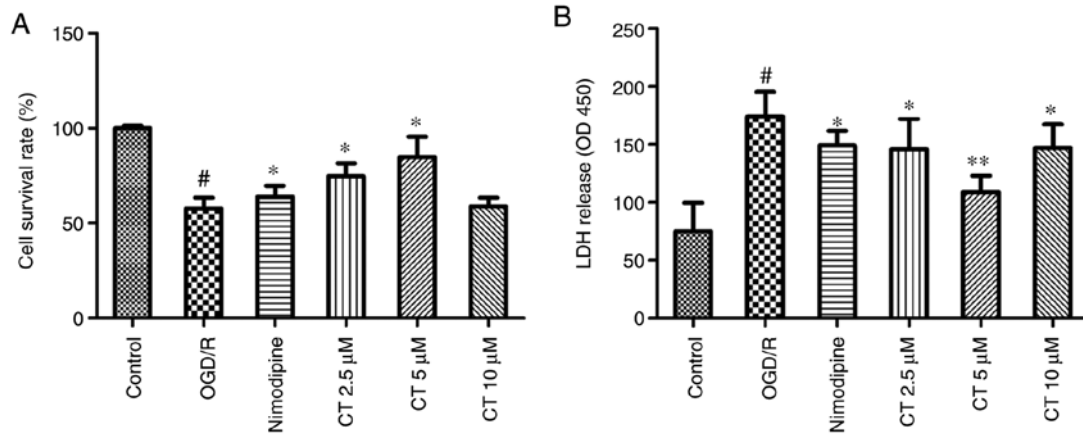 A
Cell survival rate (%)
150
100
50
0
#
*
*
*
Control
OGD/R
Nimodipine
CT 2.5 µM
CT 5 µM
CT 10 µM
B
LDH release (OD 450)
250
200
150
100
50
0
#
*
*
**
*
Control
OGD/R
Nimodipine
CT 2.5 µM
CT 5 µM
CT 10 µM